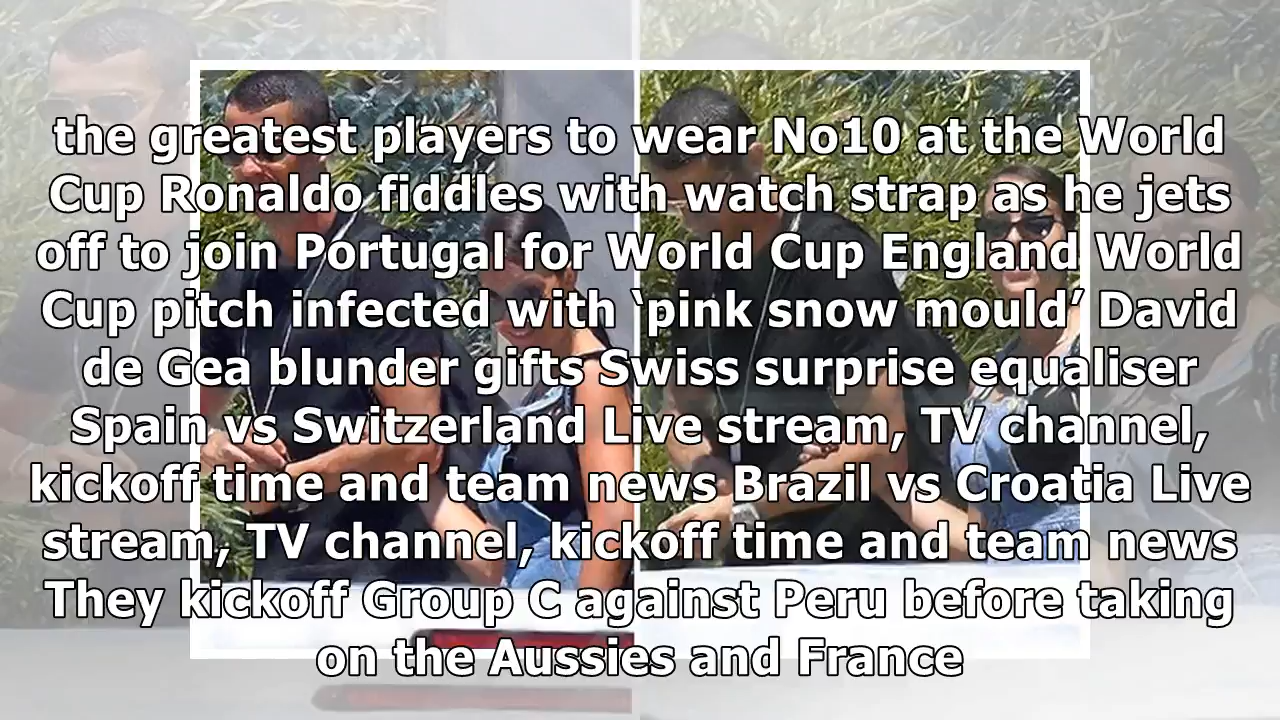 the greatest players to wear No10 at the World
Cup Ronaldo fiddles with watch strap as he jets
off to join Portugal for World Cup England World
Cup pitch infected with ‘pink snow mould’ David
de Gea blunder gifts Swiss surprise equaliser
Spain vs Switzerland Live stream, TV channel,
kickoff time and team news Brazil vs Croatia Live
stream, TV channel, kickoff time and team news
They kickoff Group C against Peru before taking
on the Aussies and France